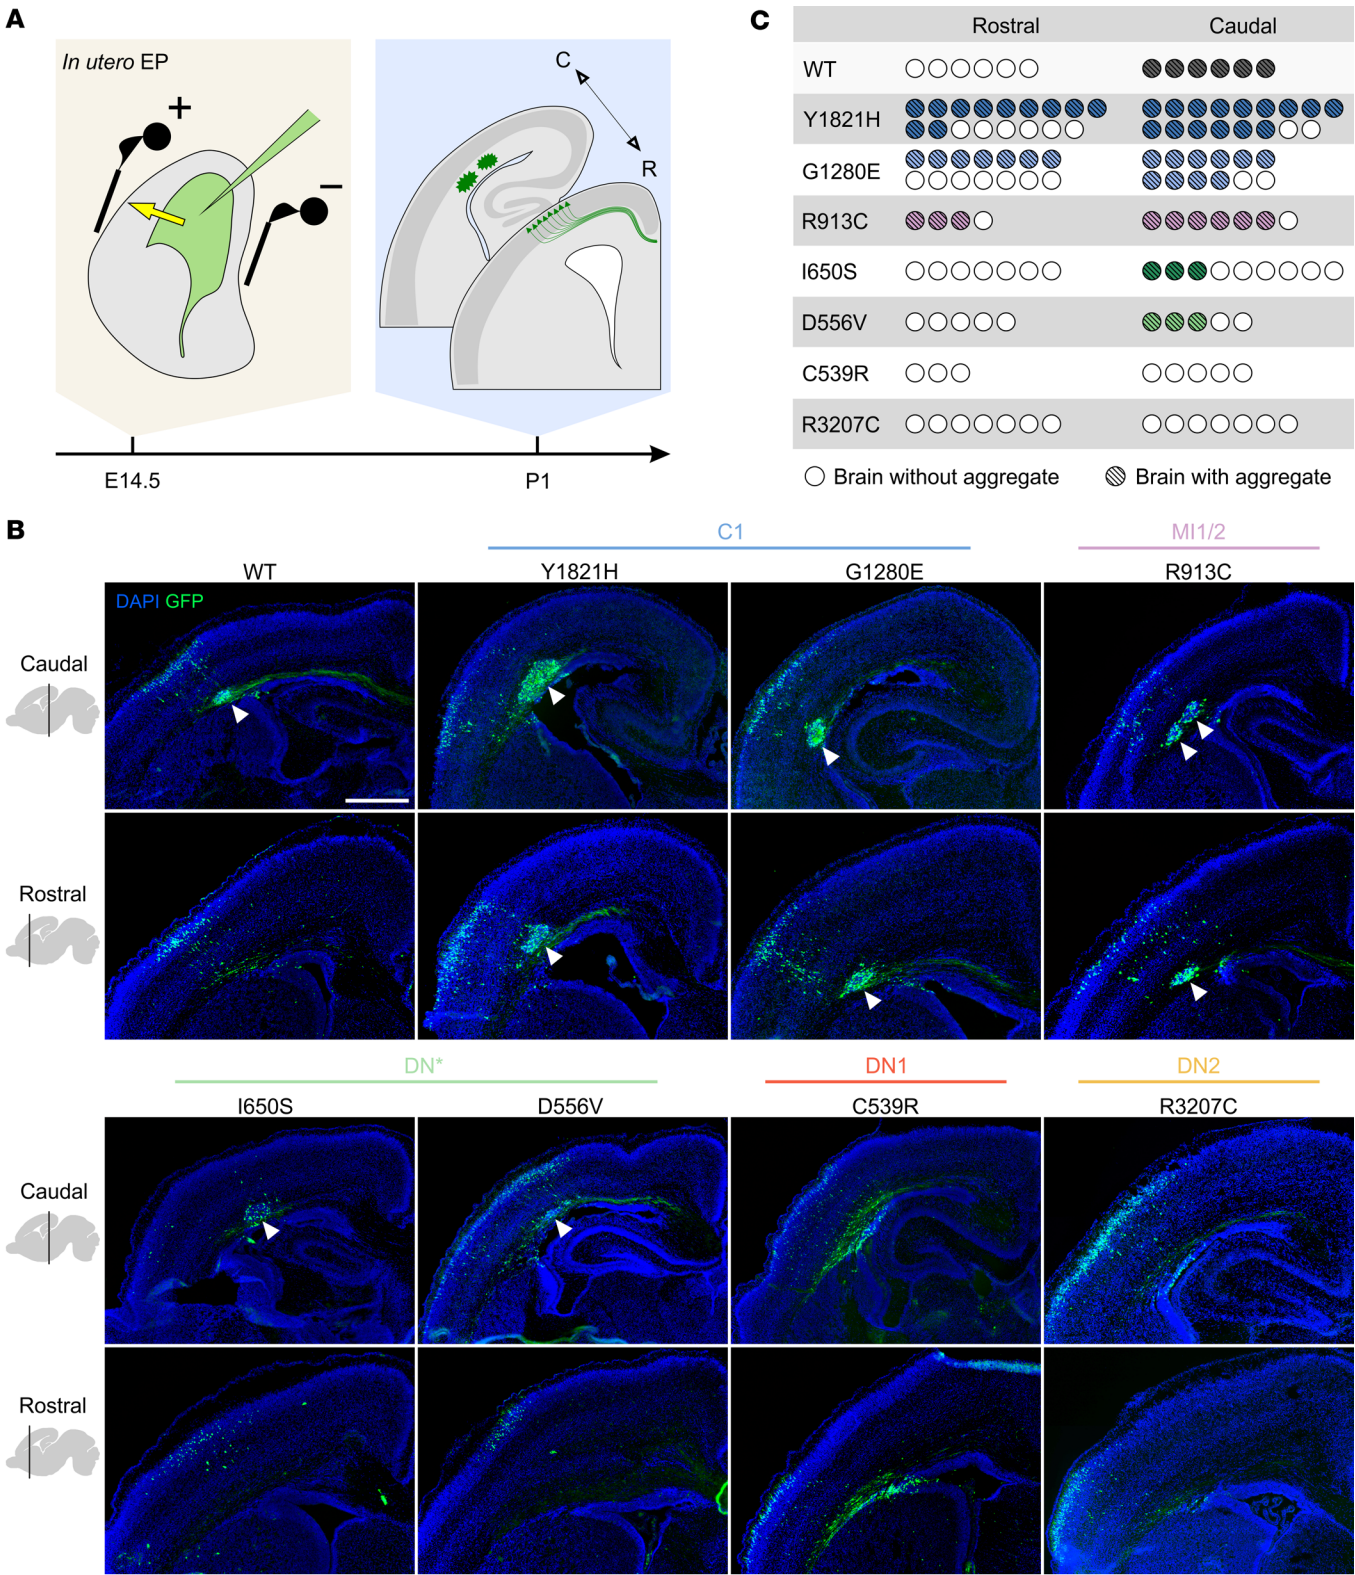 A
In utero EP
+
−
C
R
E14.5
P1
C
Rostral Caudal
WT
Y1821H
G1280E
R913C
I650S
D556V
C539R
R3207C
Brain without aggregate Brain with aggregate
B
C1 MI1/2
WT Y1821H G1280E R913C
DAPI GFP
Caudal
Rostral
DN* DN1 DN2
I650S D556V C539R R3207C
Caudal
Rostral